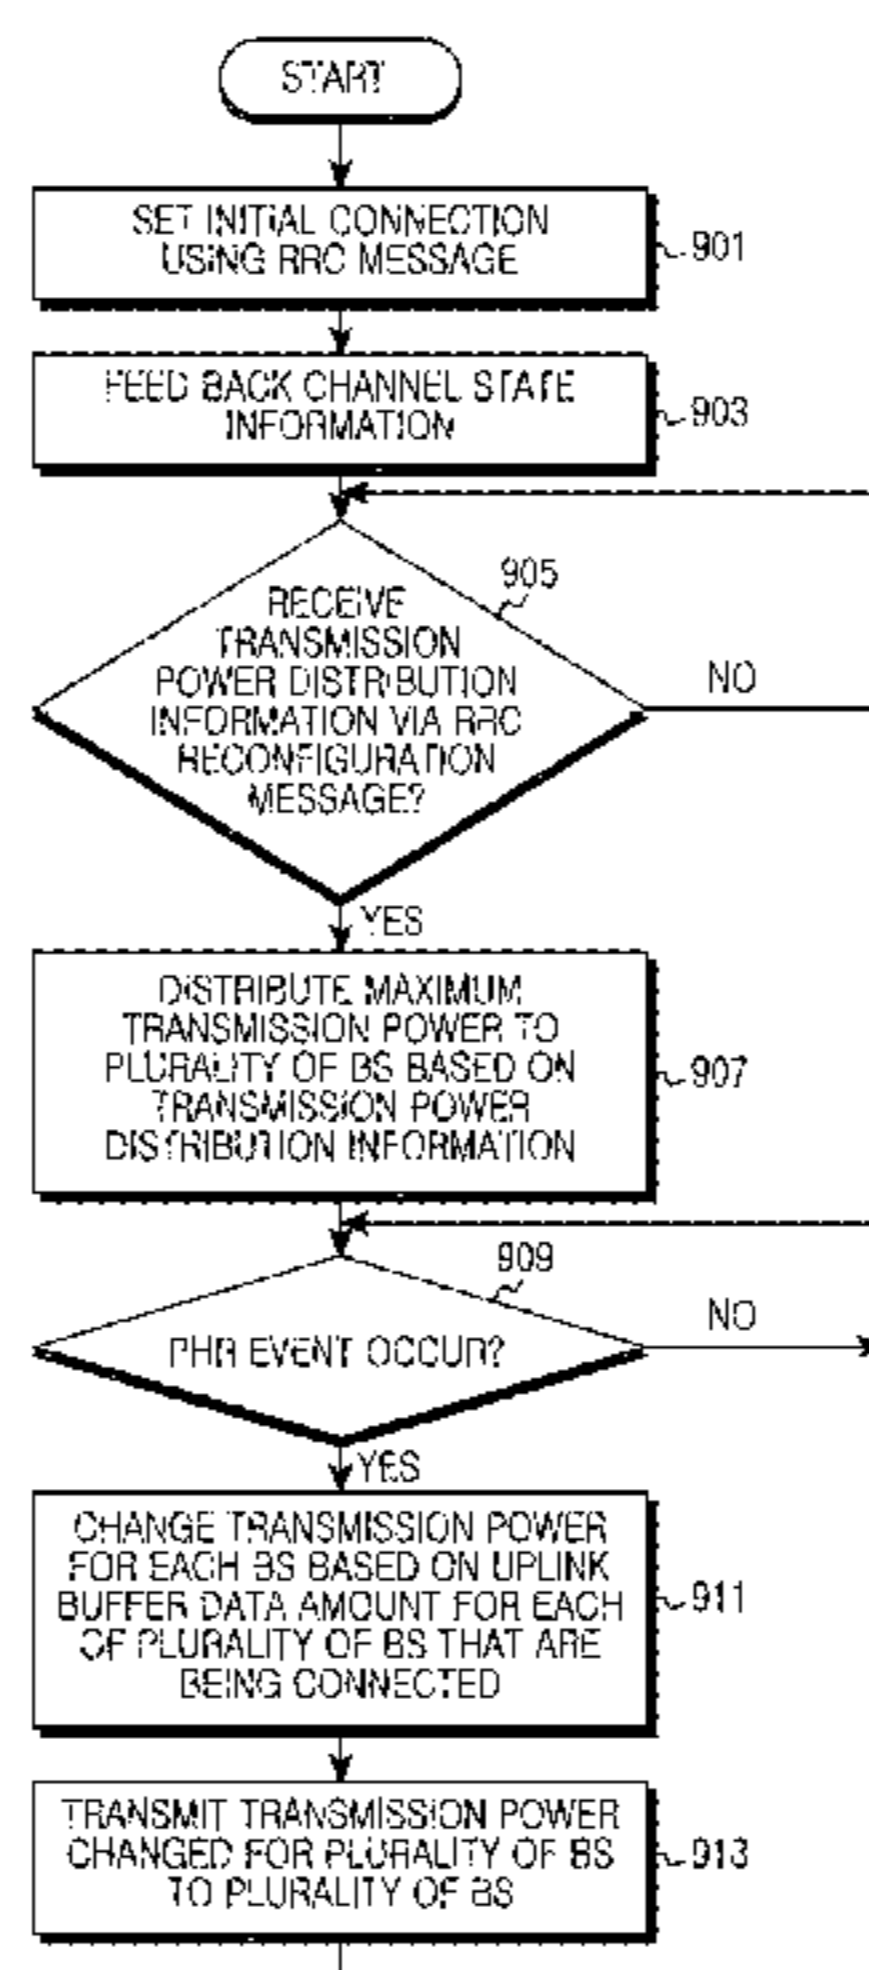 START
SET INITIAL CONNECTION
USING RRC MESSAGE
901
FEED BACK CHANNEL STATE
INFORMATION
903
905
RECEIVE
TRANSMISSION
POWER DISTRIBUTION
INFORMATION VIA RRC
RECONFIGURATION
MESSAGE?
NO
YES
DISTRIBUTE MAXIMUM
TRANSMISSION POWER TO
PLURALITY OF BS BASED ON
TRANSMISSION POWER
DISTRIBUTION INFORMATION
907
909
PHR EVENT OCCUR?
NO
YES
CHANGE TRANSMISSION POWER
FOR EACH BS BASED ON UPLINK
BUFFER DATA AMOUNT FOR EACH
OF PLURALITY OF BS THAT ARE
BEING CONNECTED
911
TRANSMIT TRANSMISSION POWER
CHANGED FOR PLURALITY OF BS
TO PLURALITY OF BS
913